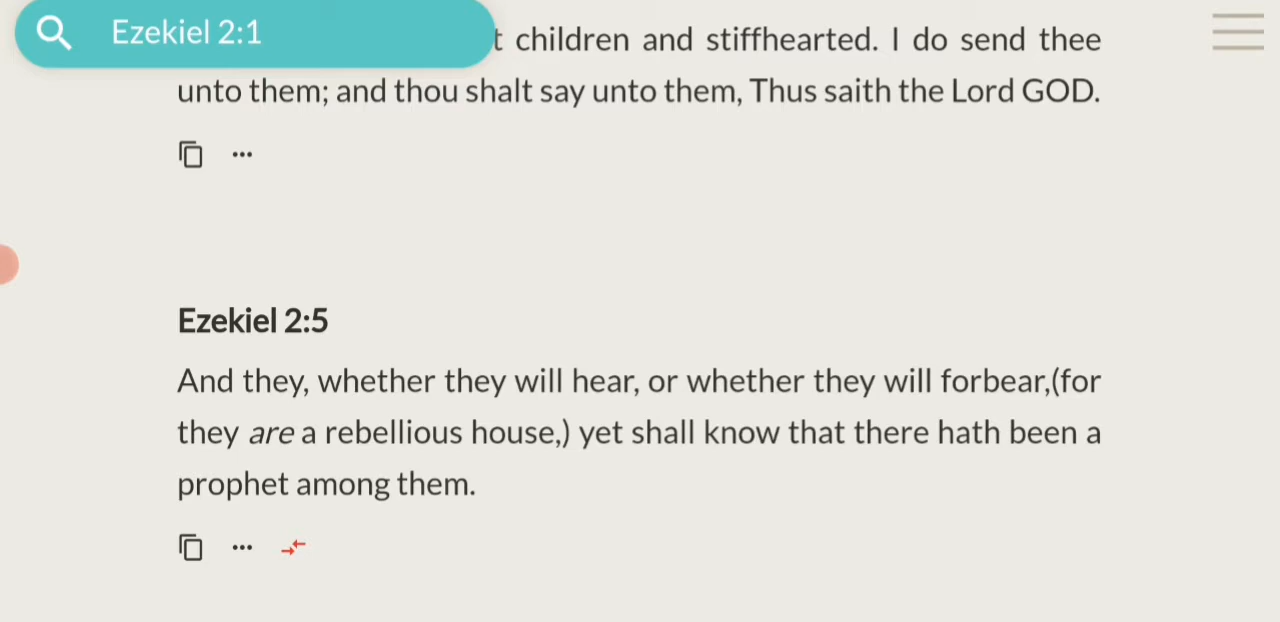 Ezekiel 2:1
children and stiffhearted. I do send thee
unto them; and thou shalt say unto them, Thus saith the Lord GOD.
Ezekiel 2:5
And they, whether they will hear, or whether they will forbear,(for
they are a rebellious house,) yet shall know that there hath been a
prophet among them.